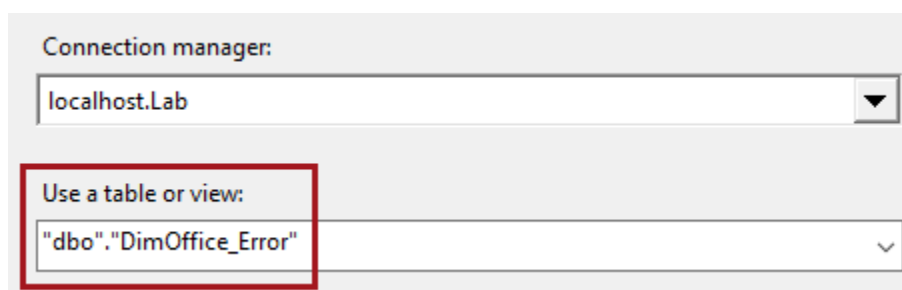 Connection manager:
localhost.Lab
Use a table or view:
"dbo"."DimOffice_Error"